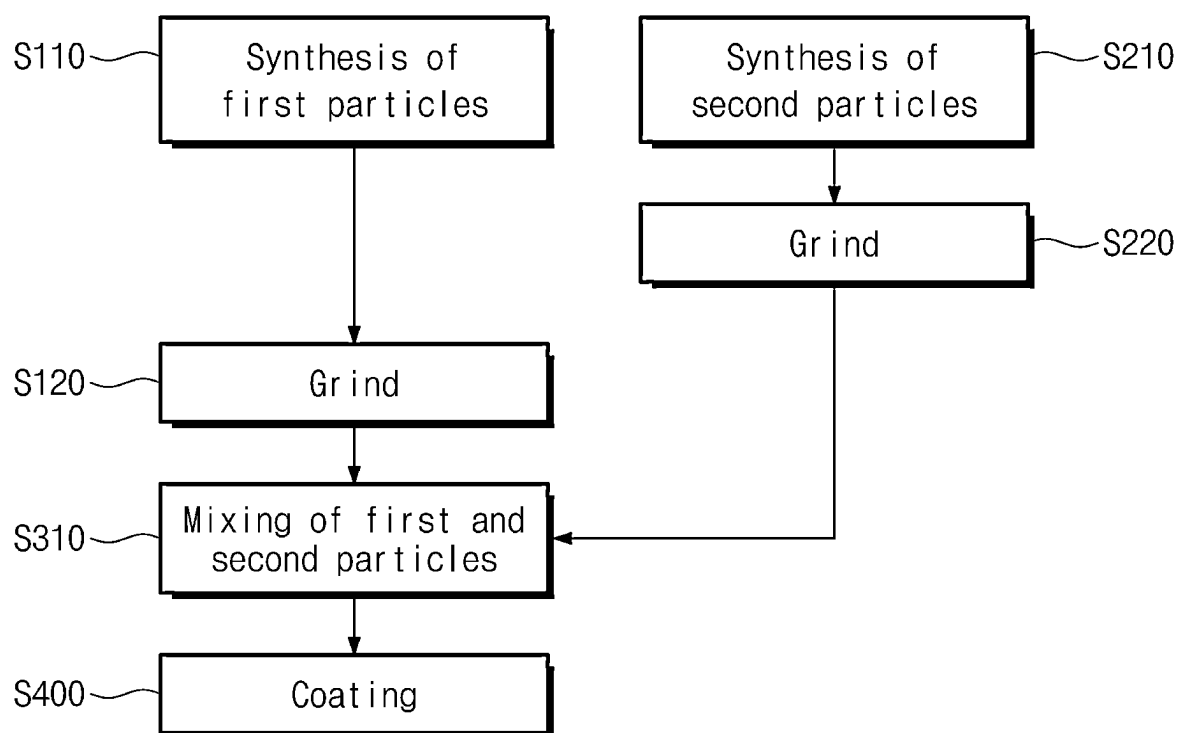 S110
Synthesis of
first particles
Synthesis of
second particles
S210
Grind
S220
S120
Grind
S310
Mixing of first and
second particles
S400
Coating